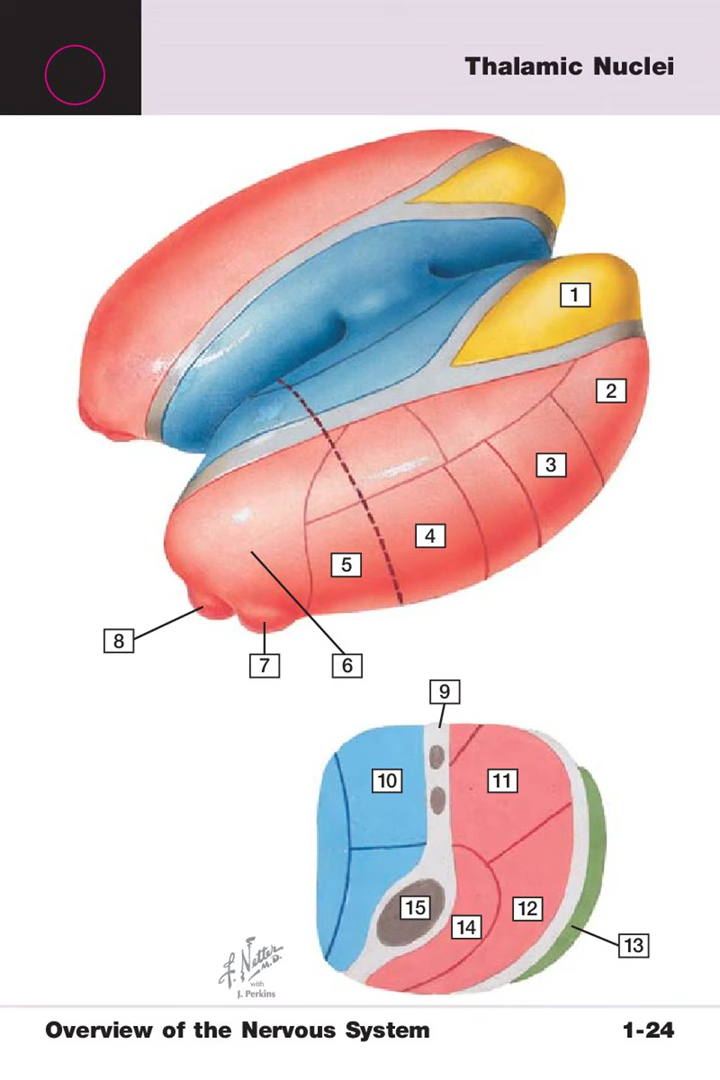 Thalamic Nuclei
1
2
3
4
5
8
7
6
9
10
11
15
14
12
13
F. Netter
M.D.
with
J. Perkins
Overview of the Nervous System 1-24